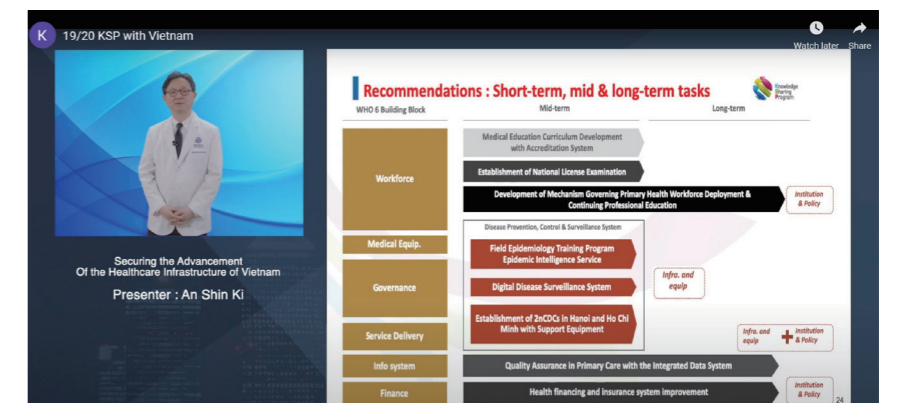 K
19/20 KSP with Vietnam
Watch later
Share
Securing the Advancement
Of the Healthcare Infrastructure of Vietnam
Presenter : An Shin Ki
Recommendations : Short-term, mid & long-term tasks
Knowledge
Sharing
Program
WHO 6 Building Block
Mid-term
Long-term
Workforce
Medical Education Curriculum Development
with Accreditation System
Establishment of National License Examination
Development of Mechanism Governing Primary Health Workforce Deployment &
Continuing Professional Education
Institution
& Policy
Medical Equip.
Disease Prevention, Control & Surveillance System
Field Epidemiology Training Program
Epidemic Intelligence Service
Governance
Digital Disease Surveillance System
Infra. and
equip
Establishment of 2nCDCs in Hanoi and Ho Chi
Minh with Support Equipment
Service Delivery
Infra. and
equip
Institution
& Policy
Info system
Quality Assurance in Primary Care with the Integrated Data System
Finance
Health financing and insurance system improvement
Institution
& Policy
24